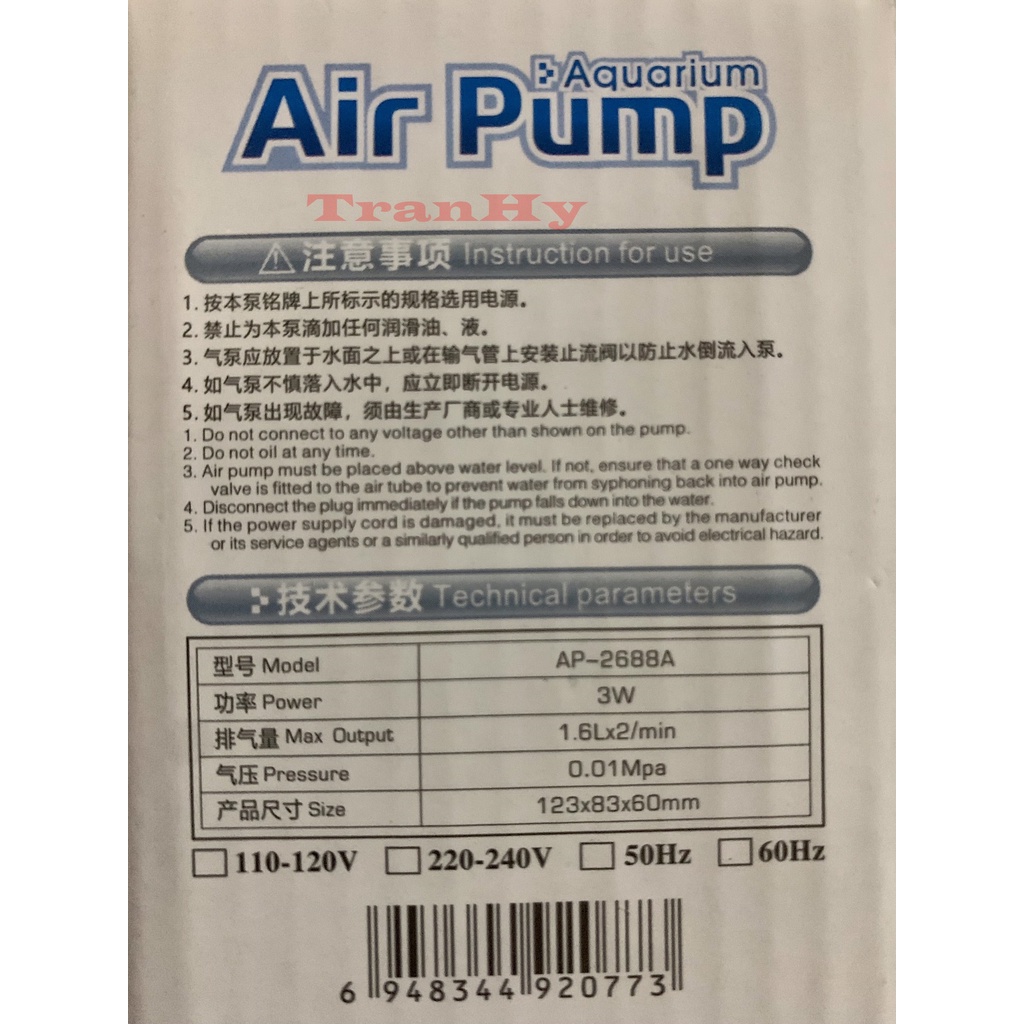 Aquarium
Air Pump
TranHy
注意事项 Instruction for use
1. 按本泵铭牌上所标示的规格选用电源。
2. 禁止为本泵滴加任何润滑油、液。
3. 气泵应放置于水面之上或在输气管上安装止流阀以防止水倒流入泵。
4. 如气泵不慎落入水中，应立即断开电源。
5. 如气泵出现故障，须由生产厂商或专业人士维修。
1. Do not connect to any voltage other than shown on the pump.
2. Do not oil at any time.
3. Air pump must be placed above water level. If not, ensure that a one way check
valve is fitted to the air tube to prevent water from syphoning back into air pump.
4. Disconnect the plug immediately if the pump falls down into the water.
5. If the power supply cord is damaged, it must be replaced by the manufacturer
or its service agents or a similarly qualified person in order to avoid electrical hazard.
技术参数 Technical parameters
型号 Model AP-2688A
功率 Power 3W
排气量 Max Output 1.6Lx2/min
气压 Pressure 0.01Mpa
产品尺寸 Size 123x83x60mm
110-120V 220-240V 50Hz 60Hz
6 948344 920773